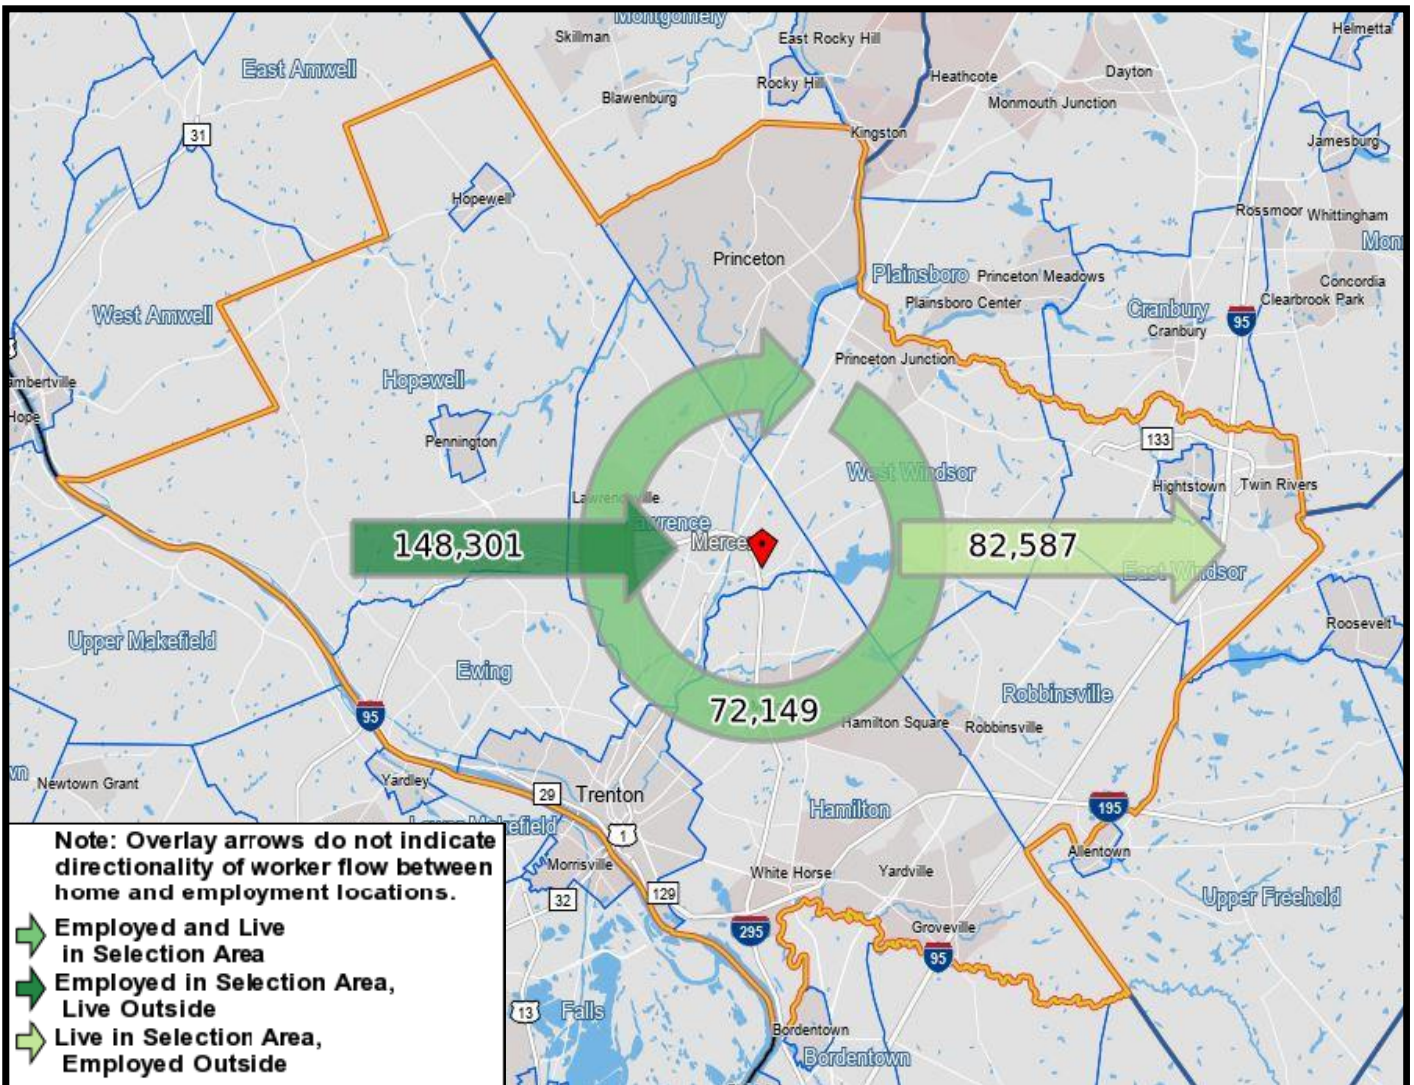 Montgomery
Skillman
East Rocky Hill
Helmetta
East Amwell
Rocky Hill
Heathcote
Dayton
Blawenburg
Monmouth Junction
31
Kingston
Jamesburg
Hopewell
Rossmoor
Whittingham
Princeton
Plainsboro
Princeton Meadows
Concordia
West Amwell
Plainsboro Center
Cranbury
Clearbrook Park
95
Cranbury
Princeton Junction
Hopewell
ambertville
Hope
Pennington
133
West Windsor
Hightstown
Twin Rivers
148,301
Mercer
82,587
East Windsor
Roosevelt
Upper Makefield
Ewing
Robbinsville
95
72,149
Hamilton Square
Robbinsville
Newtown Grant
Yardley
29
Trenton
Hamilton
195
1
Morrisville
Allentown
White Horse
Yardville
129
32
Upper Freehold
295
Groveville
95
13
Falls
Bordentown
Bordentown
Note: Overlay arrows do not indicate
directionality of worker flow between
home and employment locations.
Employed and Live
in Selection Area
Employed in Selection Area,
Live Outside
Live in Selection Area,
Employed Outside